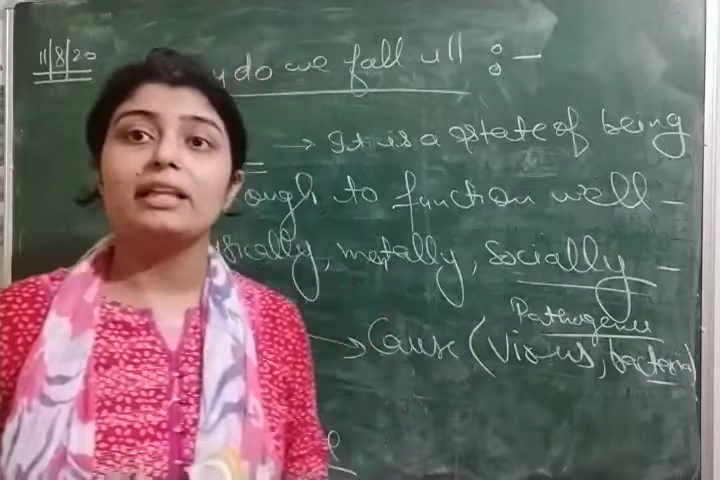 11/8/20
do we fall ill :-
→ It is a state of being
ough to function well -
sically, mentally, socially -
Pathogens
→ Cause (Virus, bacteria)